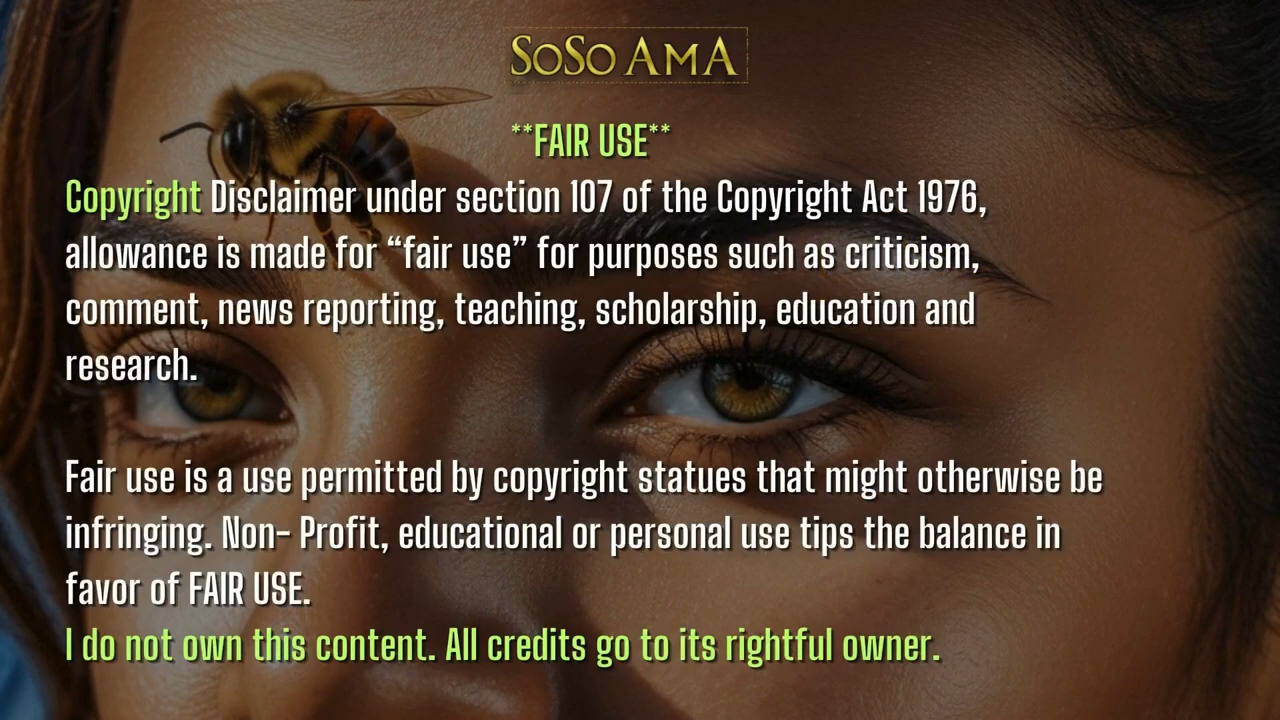 SoSo AmA
**FAIR USE**
Copyright Disclaimer under section 107 of the Copyright Act 1976,
allowance is made for “fair use” for purposes such as criticism,
comment, news reporting, teaching, scholarship, education and
research.
Fair use is a use permitted by copyright statues that might otherwise be
infringing. Non- Profit, educational or personal use tips the balance in
favor of FAIR USE.
I do not own this content. All credits go to its rightful owner.